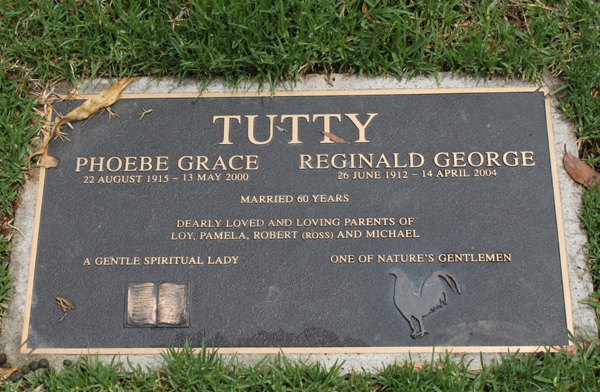 TUTTY
PHOEBE GRACE REGINALD GEORGE
22 AUGUST 1915 ~ 13 MAY 2000 26 JUNE 1912 ~ 14 APRIL 2004
MARRIED 60 YEARS
DEARLY LOVED AND LOVING PARENTS OF
LOY, PAMELA, ROBERT (ROSS) AND MICHAEL
A GENTLE SPIRITUAL LADY ONE OF NATURE'S GENTLEMEN